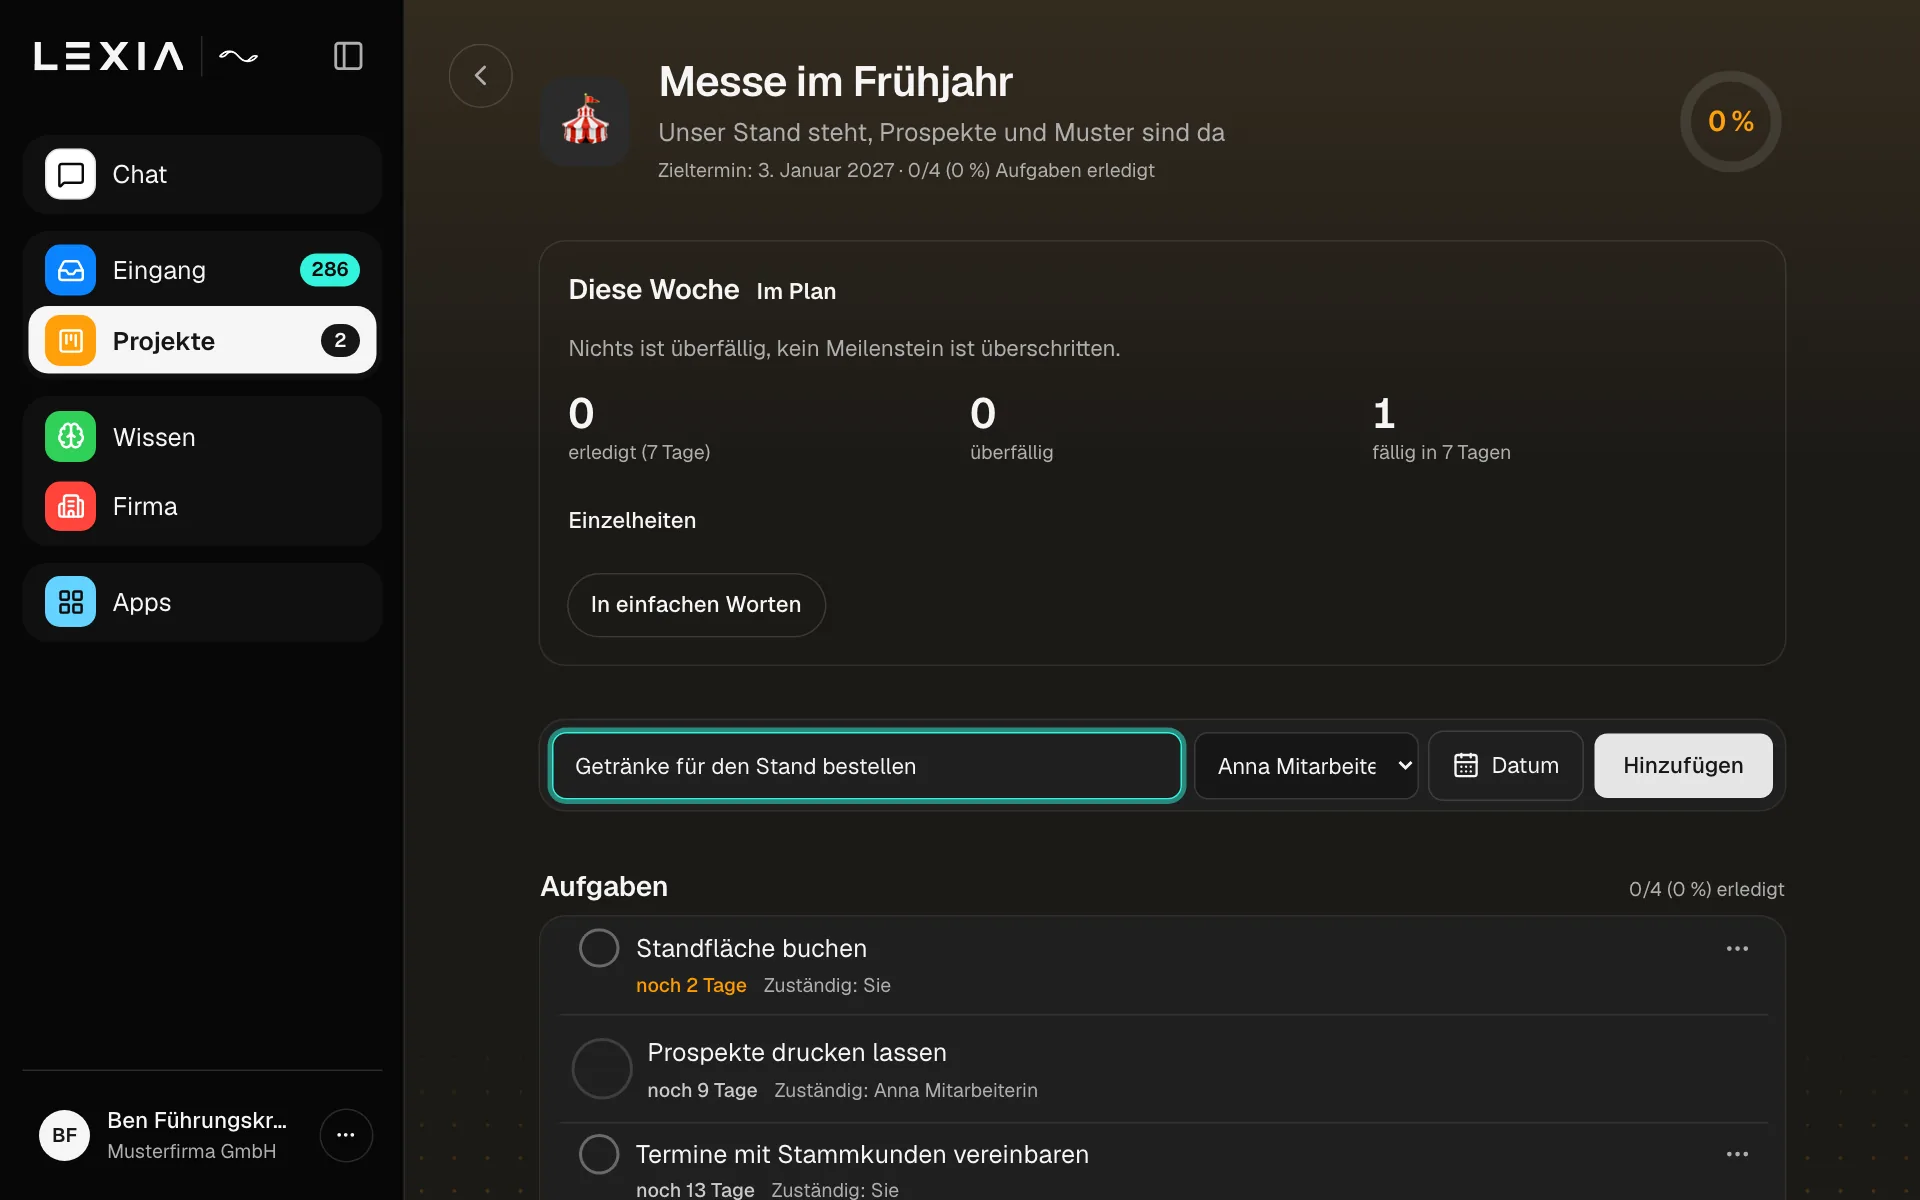 LEXIA
Chat
Eingang 286
Projekte 2
Wissen
Firma
Apps
BF
Ben Führungskr...
Musterfirma GmbH
Messe im Frühjahr
Unser Stand steht, Prospekte und Muster sind da
Zieltermin: 3. Januar 2027 · 0/4 (0 %) Aufgaben erledigt
0 %
Diese Woche Im Plan
Nichts ist überfällig, kein Meilenstein ist überschritten.
0 0 1
erledigt (7 Tage) überfällig fällig in 7 Tagen
Einzelheiten
In einfachen Worten
Getränke für den Stand bestellen Anna Mitarbeite Datum Hinzufügen
Aufgaben 0/4 (0 %) erledigt
Standfläche buchen
noch 2 Tage Zuständig: Sie
Prospekte drucken lassen
noch 9 Tage Zuständig: Anna Mitarbeiterin
Termine mit Stammkunden vereinbaren
noch 13 Tage Zuständig: Sie